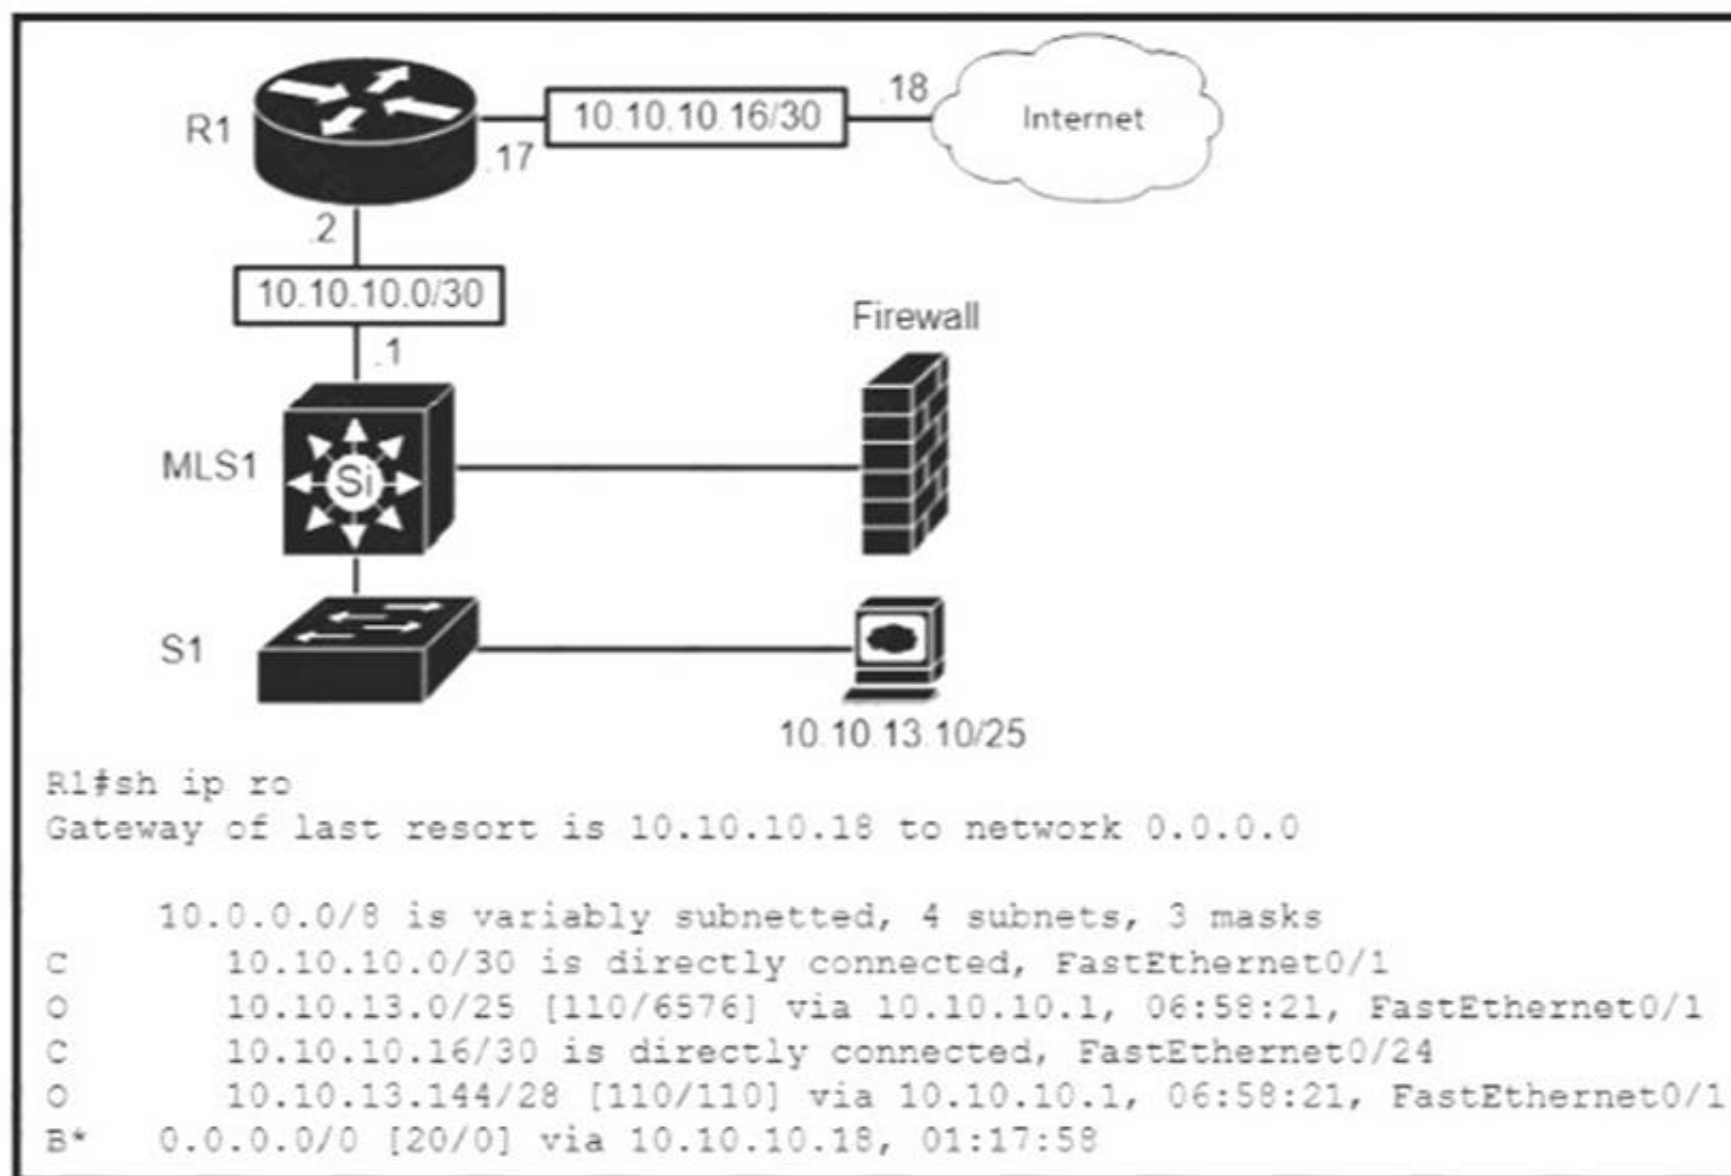 R1
10.10.10.16/30
.18
Internet
.17
.2
10.10.10.0/30
.1
Firewall
MLS1
Si
S1
10.10.13.10/25
R1#sh ip ro
Gateway of last resort is 10.10.10.18 to network 0.0.0.0
10.0.0.0/8 is variably subnetted, 4 subnets, 3 masks
C 10.10.10.0/30 is directly connected, FastEthernet0/1
O 10.10.13.0/25 [110/6576] via 10.10.10.1, 06:58:21, FastEthernet0/1
C 10.10.10.16/30 is directly connected, FastEthernet0/24
O 10.10.13.144/28 [110/110] via 10.10.10.1, 06:58:21, FastEthernet0/1
B* 0.0.0.0/0 [20/0] via 10.10.10.18, 01:17:58